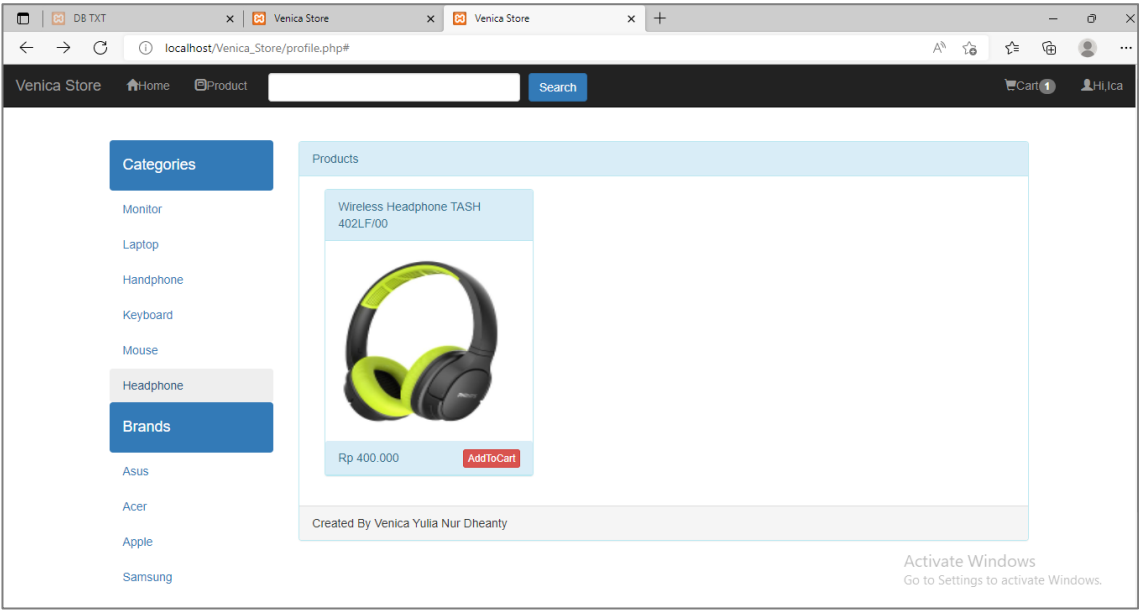 DB TXT
Venica Store
Venica Store
localhost/Venica_Store/profile.php#
Venica Store Home Product Search Cart 1 Hi,Ica
Categories
Monitor
Laptop
Handphone
Keyboard
Mouse
Headphone
Brands
Asus
Acer
Apple
Samsung
Products
Wireless Headphone TASH
402LF/00
PHILIPS
Rp 400.000 AddToCart
Created By Venica Yulia Nur Dheanty
Activate Windows
Go to Settings to activate Windows.